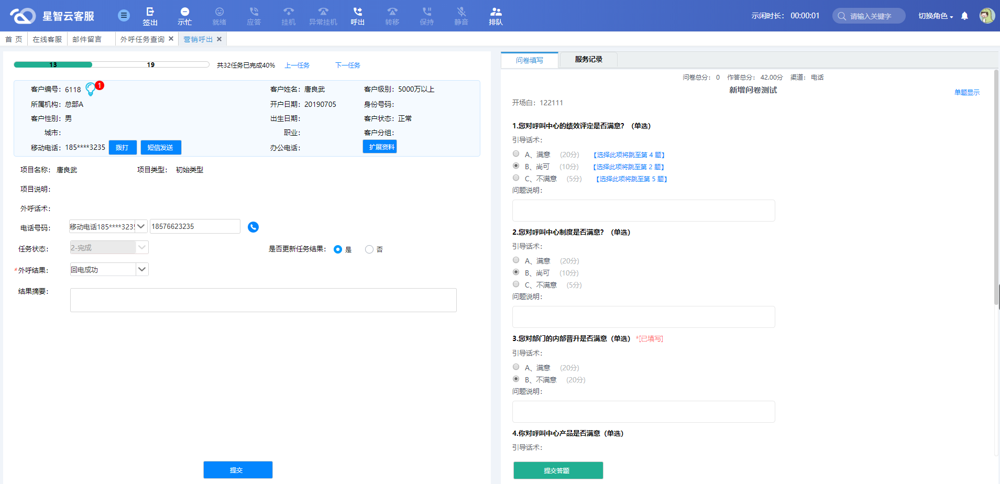 星智云客服
签出 示忙 就绪 应答 挂机 异常挂机 呼出 转移 保持 静音 排队
示闲时长： 00:00:01 请输入关键字 切换角色
首 页 在线客服 邮件留言 外呼任务查询 ✕ 营销呼出 ✕
13 19 共32任务已完成40% 上一任务 下一任务
客户编号：6118 1 客户姓名：唐良武 客户级别：5000万以上
所属机构：总部A 开户日期：20190705 身份号码：
客户性别：男 出生日期： 客户状态：正常
城市： 职业： 客户分组：
移动电话：185****3235 拨打 短信发送 办公电话： 扩展资料
项目名称： 唐良武 项目类型： 初始类型
项目说明：
外呼话术：
电话号码： 移动电话185****323 18576623235
任务状态： 2-完成 是否更新任务结果： 是 否
*外呼结果： 回电成功
结果摘要：
提交
问卷填写 服务记录
问卷总分： 0 作答总分： 42.00分 渠道： 电话
新增问卷测试
单题显示
开场白：122111
1.您对呼叫中心的绩效评定是否满意？（单选）
引导话术：
A、满意 (20分) 【选择此项将跳至第 4 题】
B、尚可 (10分) 【选择此项将跳至第 2 题】
C、不满意 (5分) 【选择此项将跳至第 5 题】
问题说明：
2.您对呼叫中心制度是否满意？（单选）
引导话术：
A、满意 (20分)
B、尚可 (10分)
C、不满意 (5分)
问题说明：
3.您对部门的内部晋升是否满意（单选） *[已填写]
引导话术：
A、满意 (20分)
B、不满意 (20分)
问题说明：
4.你对呼叫中心产品是否满意（单选）
引导话术：
提交答题